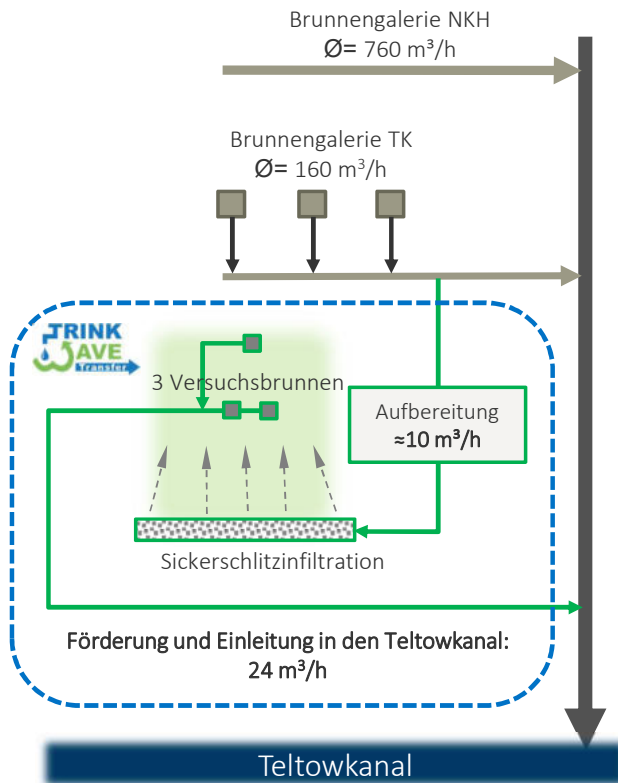 Brunnengalerie NKH
Ø= 760 m³/h
Brunnengalerie TK
Ø= 160 m³/h
TRINK
WAVE
Transfer
3 Versuchsbrunnen
Aufbereitung
≈10 m³/h
Sickerschlitzinfiltration
Förderung und Einleitung in den Teltowkanal:
24 m³/h
Teltowkanal